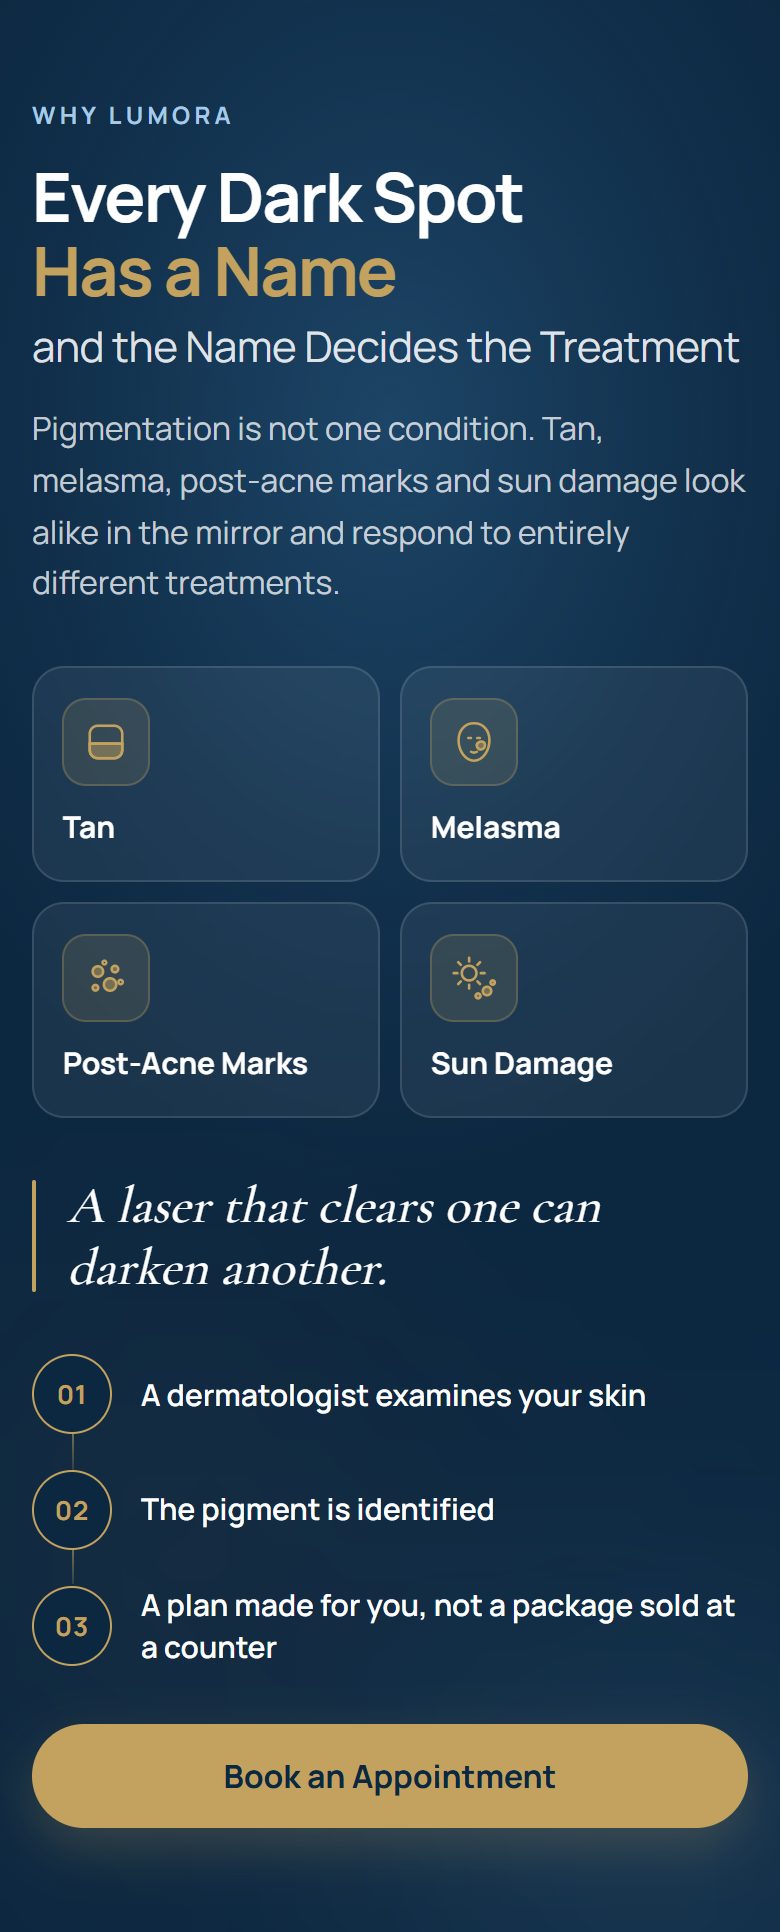 WHY LUMORA
Every Dark Spot
Has a Name
and the Name Decides the Treatment
Pigmentation is not one condition. Tan,
melasma, post-acne marks and sun damage look
alike in the mirror and respond to entirely
different treatments.
Tan
Melasma
Post-Acne Marks
Sun Damage
A laser that clears one can
darken another.
01
A dermatologist examines your skin
02
The pigment is identified
03
A plan made for you, not a package sold at
a counter
Book an Appointment